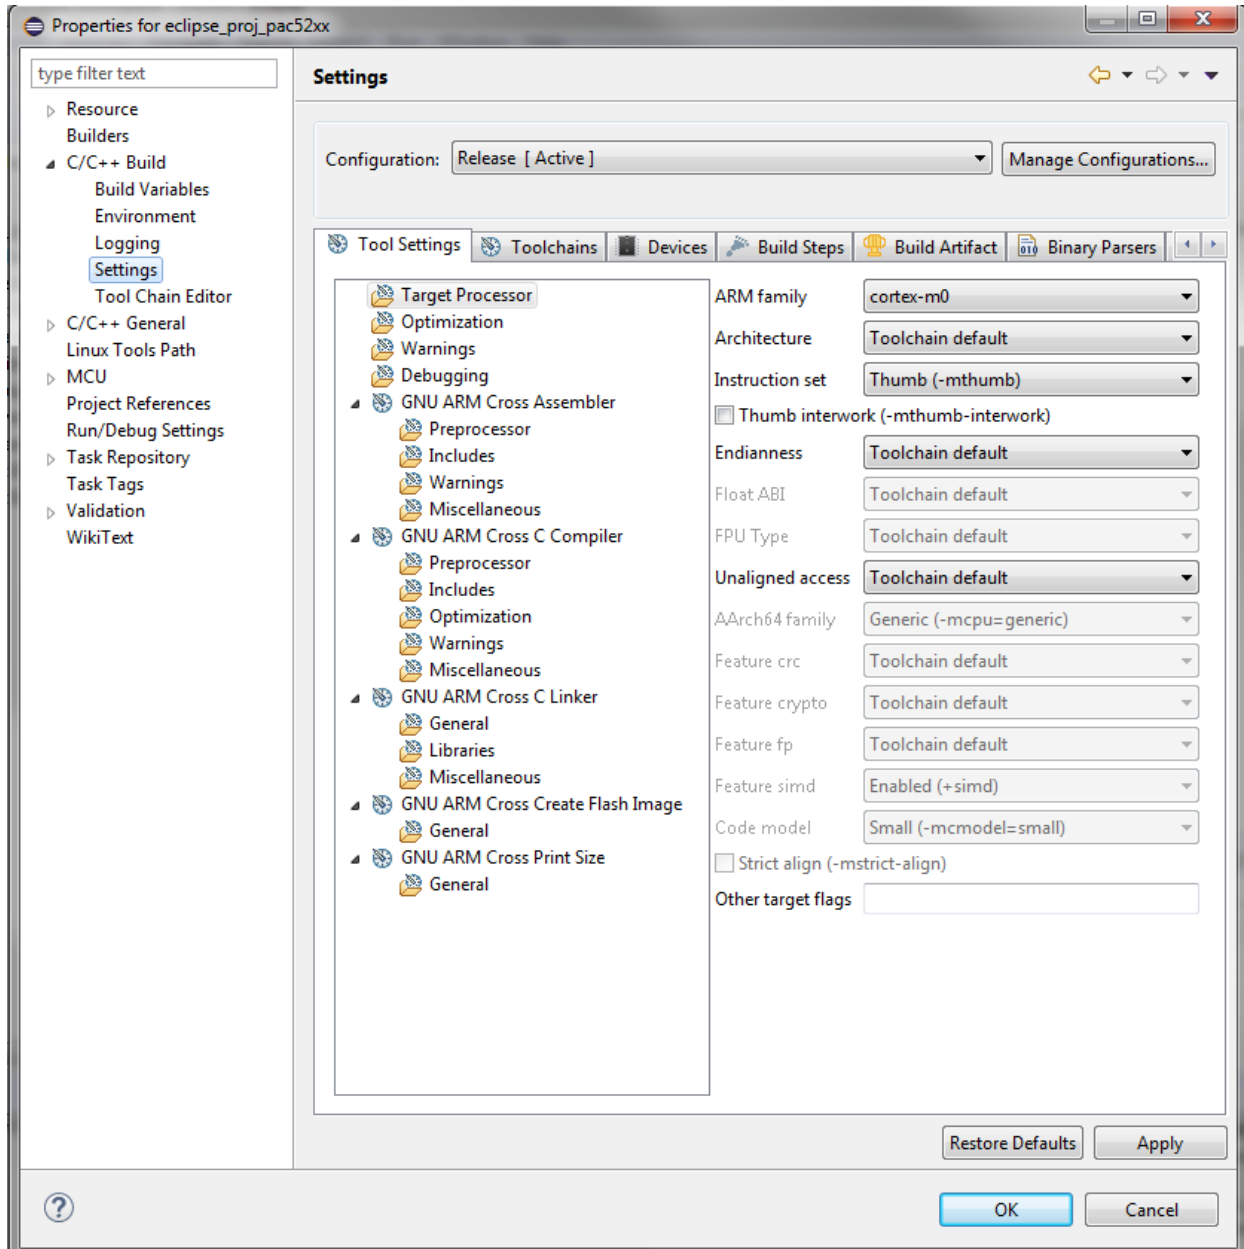 Properties for eclipse_proj_pac52xx
type filter text
Resource
Builders
C/C++ Build
Build Variables
Environment
Logging
Settings
Tool Chain Editor
C/C++ General
Linux Tools Path
MCU
Project References
Run/Debug Settings
Task Repository
Task Tags
Validation
WikiText
Settings
Configuration: Release [ Active ] Manage Configurations...
Tool Settings Toolchains Devices Build Steps Build Artifact Binary Parsers
Target Processor
Optimization
Warnings
Debugging
GNU ARM Cross Assembler
Preprocessor
Includes
Warnings
Miscellaneous
GNU ARM Cross C Compiler
Preprocessor
Includes
Optimization
Warnings
Miscellaneous
GNU ARM Cross C Linker
General
Libraries
Miscellaneous
GNU ARM Cross Create Flash Image
General
GNU ARM Cross Print Size
General
ARM family cortex-m0
Architecture Toolchain default
Instruction set Thumb (-mthumb)
Thumb interwork (-mthumb-interwork)
Endianness Toolchain default
Float ABI Toolchain default
FPU Type Toolchain default
Unaligned access Toolchain default
AArch64 family Generic (-mcpu=generic)
Feature crc Toolchain default
Feature crypto Toolchain default
Feature fp Toolchain default
Feature simd Enabled (+simd)
Code model Small (-mcmodel=small)
Strict align (-mstrict-align)
Other target flags
Restore Defaults Apply
OK Cancel